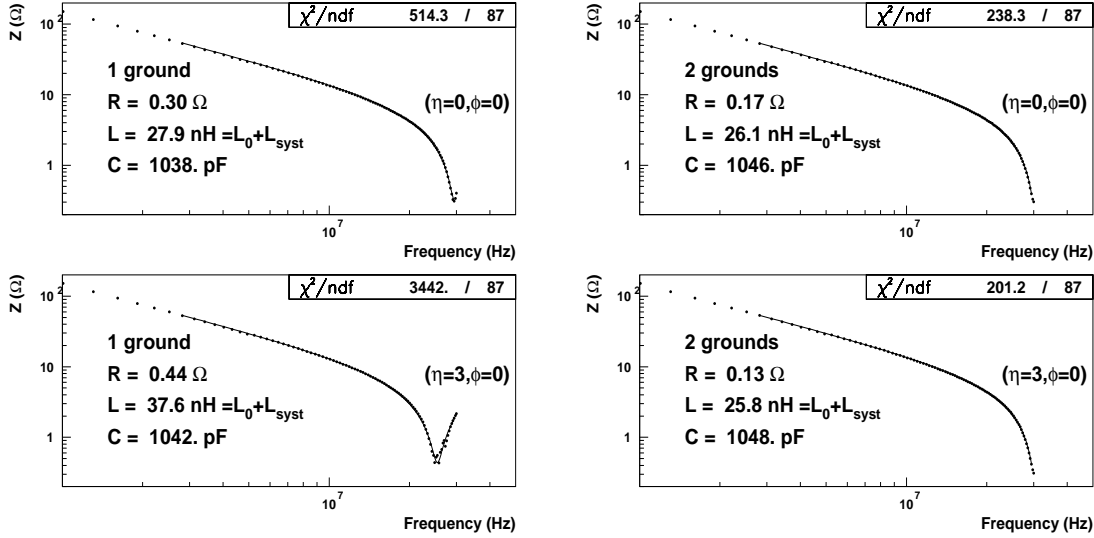 χ²/ndf 514.3 / 87
Z (Ω)
10²
10
1
1 ground
R = 0.30 Ω
L = 27.9 nH =L₀+L_syst
C = 1038. pF
(η=0,ϕ=0)
10⁷
Frequency (Hz)
χ²/ndf 238.3 / 87
Z (Ω)
10²
10
1
2 grounds
R = 0.17 Ω
L = 26.1 nH =L₀+L_syst
C = 1046. pF
(η=0,ϕ=0)
10⁷
Frequency (Hz)
χ²/ndf 3442. / 87
Z (Ω)
10²
10
1
1 ground
R = 0.44 Ω
L = 37.6 nH =L₀+L_syst
C = 1042. pF
(η=3,ϕ=0)
10⁷
Frequency (Hz)
χ²/ndf 201.2 / 87
Z (Ω)
10²
10
1
2 grounds
R = 0.13 Ω
L = 25.8 nH =L₀+L_syst
C = 1048. pF
(η=3,ϕ=0)
10⁷
Frequency (Hz)